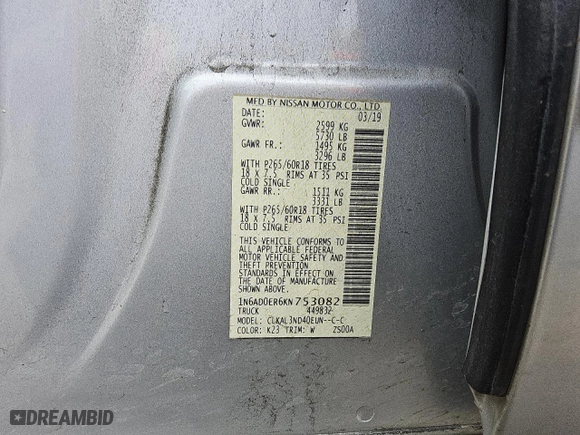 MFD BY NISSAN MOTOR CO., LTD.
DATE: 03/19
GVWR: 2599 KG
5730 LB
GAWR FR.: 1495 KG
3296 LB
WITH P265/60R18 TIRES
18 X 7.5 RIMS AT 35 PSI
COLD SINGLE
GAWR RR.: 1511 KG
3331 LB
WITH P265/60R18 TIRES
18 X 7.5 RIMS AT 35 PSI
COLD SINGLE
THIS VEHICLE CONFORMS TO
ALL APPLICABLE FEDERAL
MOTOR VEHICLE SAFETY AND
THEFT PREVENTION
STANDARDS IN EFFECT ON
THE DATE OF MANUFACTURE
SHOWN ABOVE.
1N6AD0ER6KN753082
TRUCK 449832
MODEL: CLKAL3ND40EUN--C-C
COLOR: K23 TRIM: W ZS00A
DREAMBID